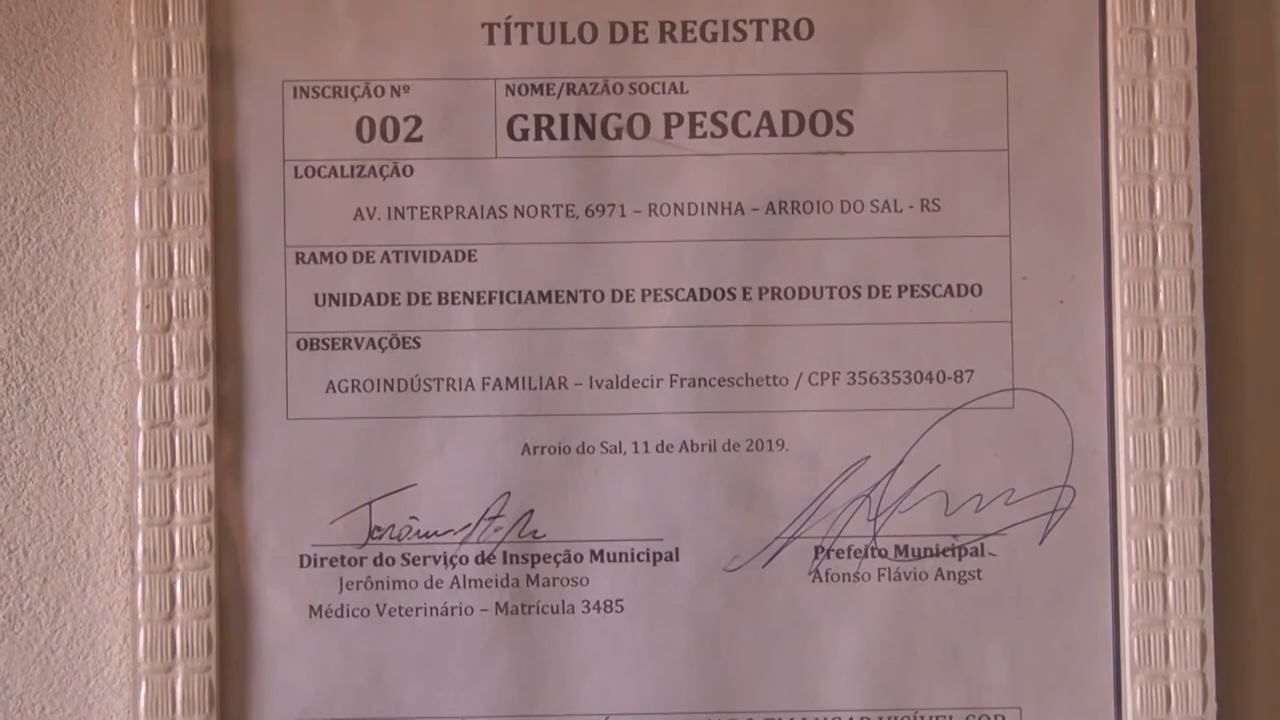 TÍTULO DE REGISTRO
INSCRIÇÃO Nº
002
NOME/RAZÃO SOCIAL
GRINGO PESCADOS
LOCALIZAÇÃO
AV. INTERPRAIAS NORTE, 6971 – RONDINHA – ARROIO DO SAL - RS
RAMO DE ATIVIDADE
UNIDADE DE BENEFICIAMENTO DE PESCADOS E PRODUTOS DE PESCADO
OBSERVAÇÕES
AGROINDÚSTRIA FAMILIAR – Ivaldecir Franceschetto / CPF 356353040-87
Arroio do Sal, 11 de Abril de 2019.
Diretor do Serviço de Inspeção Municipal
Jerônimo de Almeida Maroso
Médico Veterinário – Matrícula 3485
Prefeito Municipal
Afonso Flávio Angst